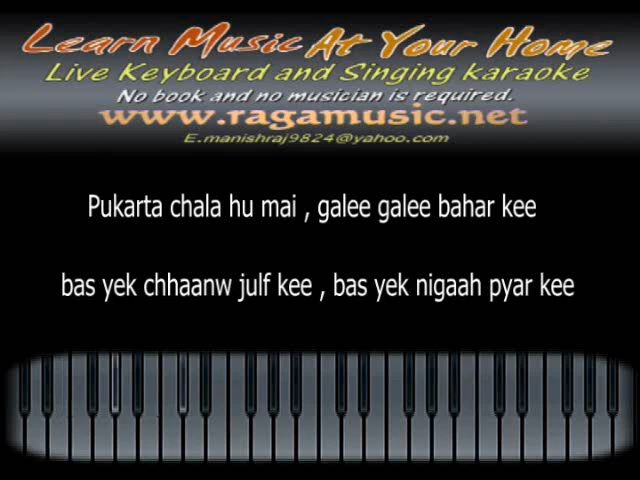 Learn Music At Your Home
Live Keyboard and Singing karaoke
No book and no musician is required.
www.ragamusic.net
E.manishraj9824@yahoo.com
Pukarta chala hu mai , galee galee bahar kee
bas yek chhaanw julf kee , bas yek nigaah pyar kee